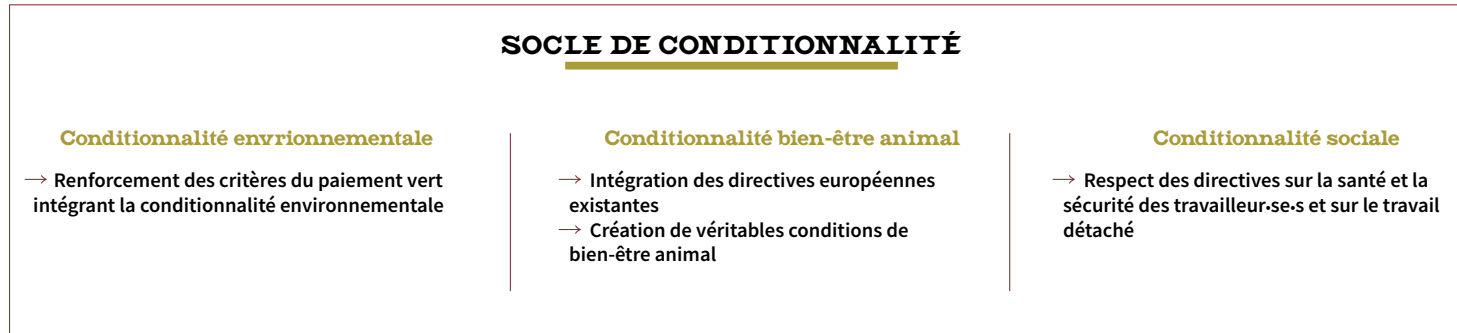 SOCLE DE CONDITIONNALITÉ
Conditionnalité envrionnementale
→ Renforcement des critères du paiement vert
intégrant la conditionnalité environnementale
Conditionnalité bien-être animal
→ Intégration des directives européennes
existantes
→ Création de véritables conditions de
bien-être animal
Conditionnalité sociale
→ Respect des directives sur la santé et la
sécurité des travailleur·se·s et sur le travail
détaché